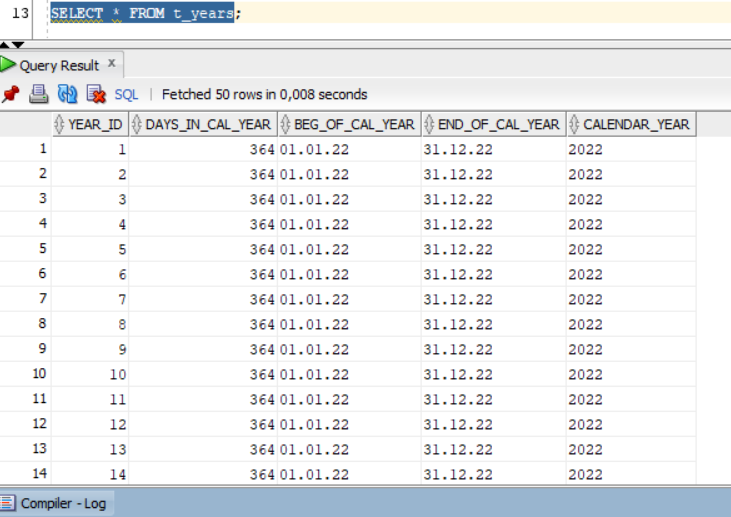 13 SELECT * FROM t_years;
Query Result x
SQL | Fetched 50 rows in 0,008 seconds
YEAR_ID DAYS_IN_CAL_YEAR BEG_OF_CAL_YEAR END_OF_CAL_YEAR CALENDAR_YEAR
1 1 364 01.01.22 31.12.22 2022
2 2 364 01.01.22 31.12.22 2022
3 3 364 01.01.22 31.12.22 2022
4 4 364 01.01.22 31.12.22 2022
5 5 364 01.01.22 31.12.22 2022
6 6 364 01.01.22 31.12.22 2022
7 7 364 01.01.22 31.12.22 2022
8 8 364 01.01.22 31.12.22 2022
9 9 364 01.01.22 31.12.22 2022
10 10 364 01.01.22 31.12.22 2022
11 11 364 01.01.22 31.12.22 2022
12 12 364 01.01.22 31.12.22 2022
13 13 364 01.01.22 31.12.22 2022
14 14 364 01.01.22 31.12.22 2022
Compiler - Log